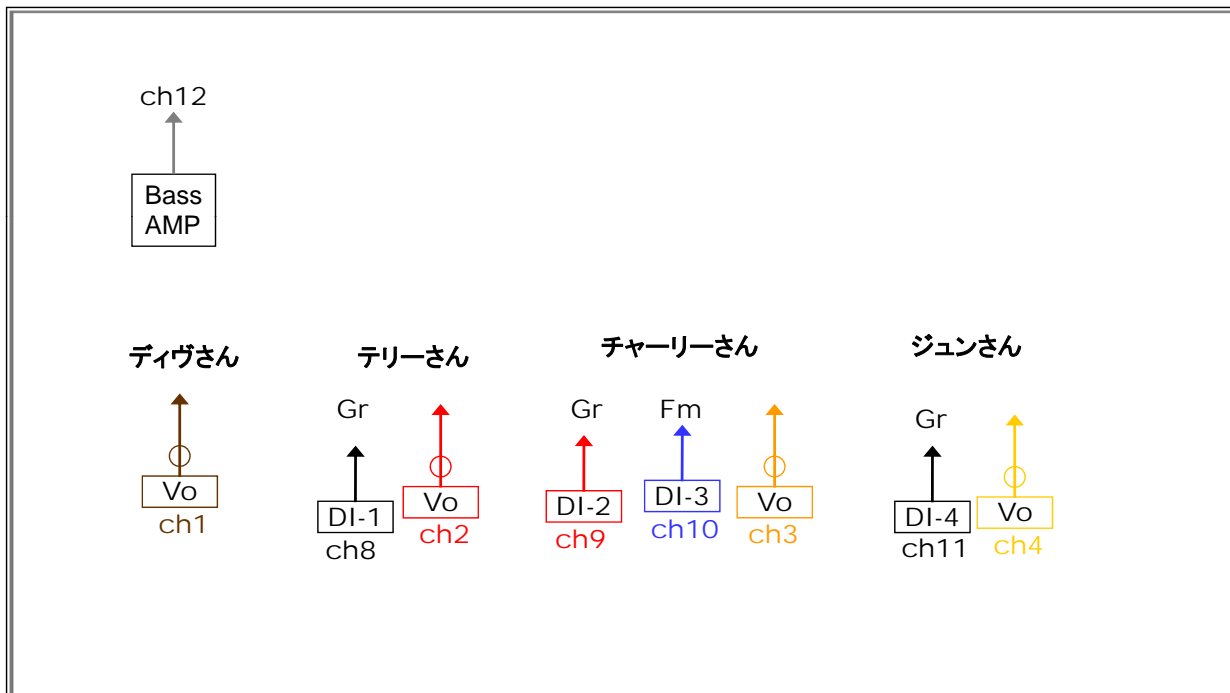 ch12
Bass
AMP
ディヴさん
テリーさん
チャーリーさん
ジュンさん
Gr
Gr
Fm
Gr
Vo
ch1
DI-1
ch8
Vo
ch2
DI-2
ch9
DI-3
ch10
Vo
ch3
DI-4
ch11
Vo
ch4